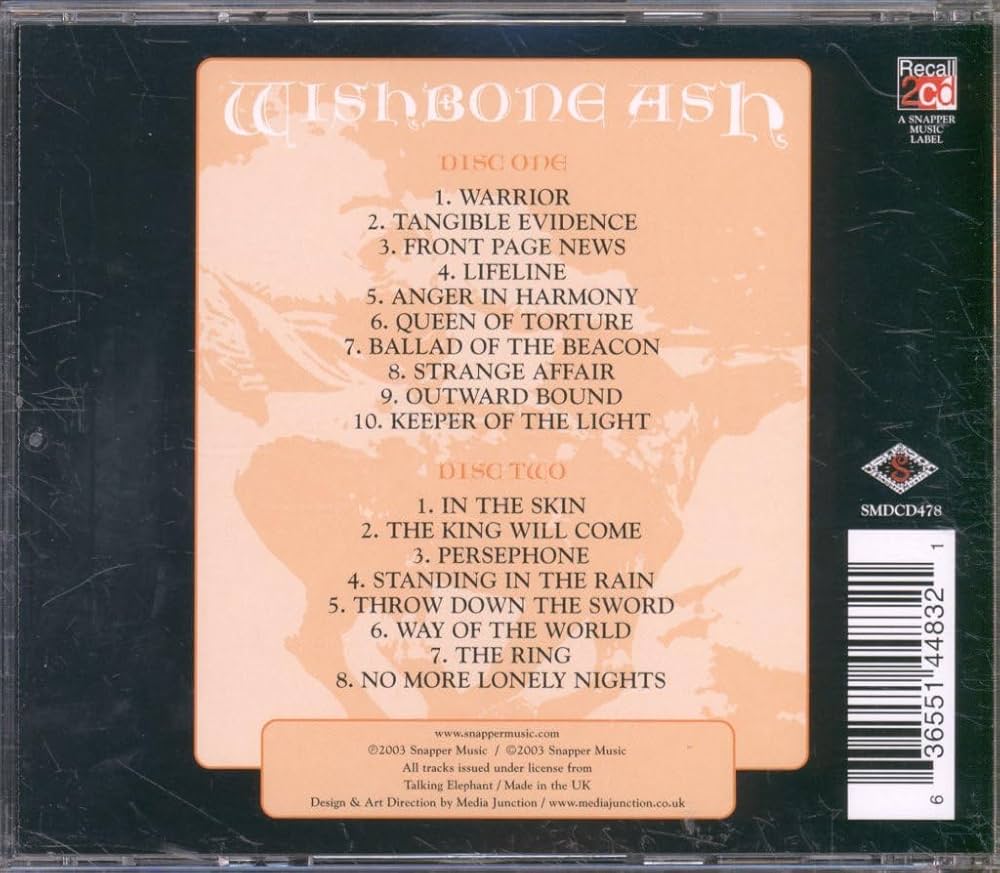 WISHBONE ASH
Recall
2cd
A SNAPPER
MUSIC
LABEL
DISC ONE
1. WARRIOR
2. TANGIBLE EVIDENCE
3. FRONT PAGE NEWS
4. LIFELINE
5. ANGER IN HARMONY
6. QUEEN OF TORTURE
7. BALLAD OF THE BEACON
8. STRANGE AFFAIR
9. OUTWARD BOUND
10. KEEPER OF THE LIGHT
DISC TWO
1. IN THE SKIN
2. THE KING WILL COME
3. PERSEPHONE
4. STANDING IN THE RAIN
5. THROW DOWN THE SWORD
6. WAY OF THE WORLD
7. THE RING
8. NO MORE LONELY NIGHTS
S
SMDCD478
6 36551 44832 1
www.snappermusic.com
℗2003 Snapper Music / ©2003 Snapper Music
All tracks issued under license from
Talking Elephant / Made in the UK
Design & Art Direction by Media Junction / www.mediajunction.co.uk